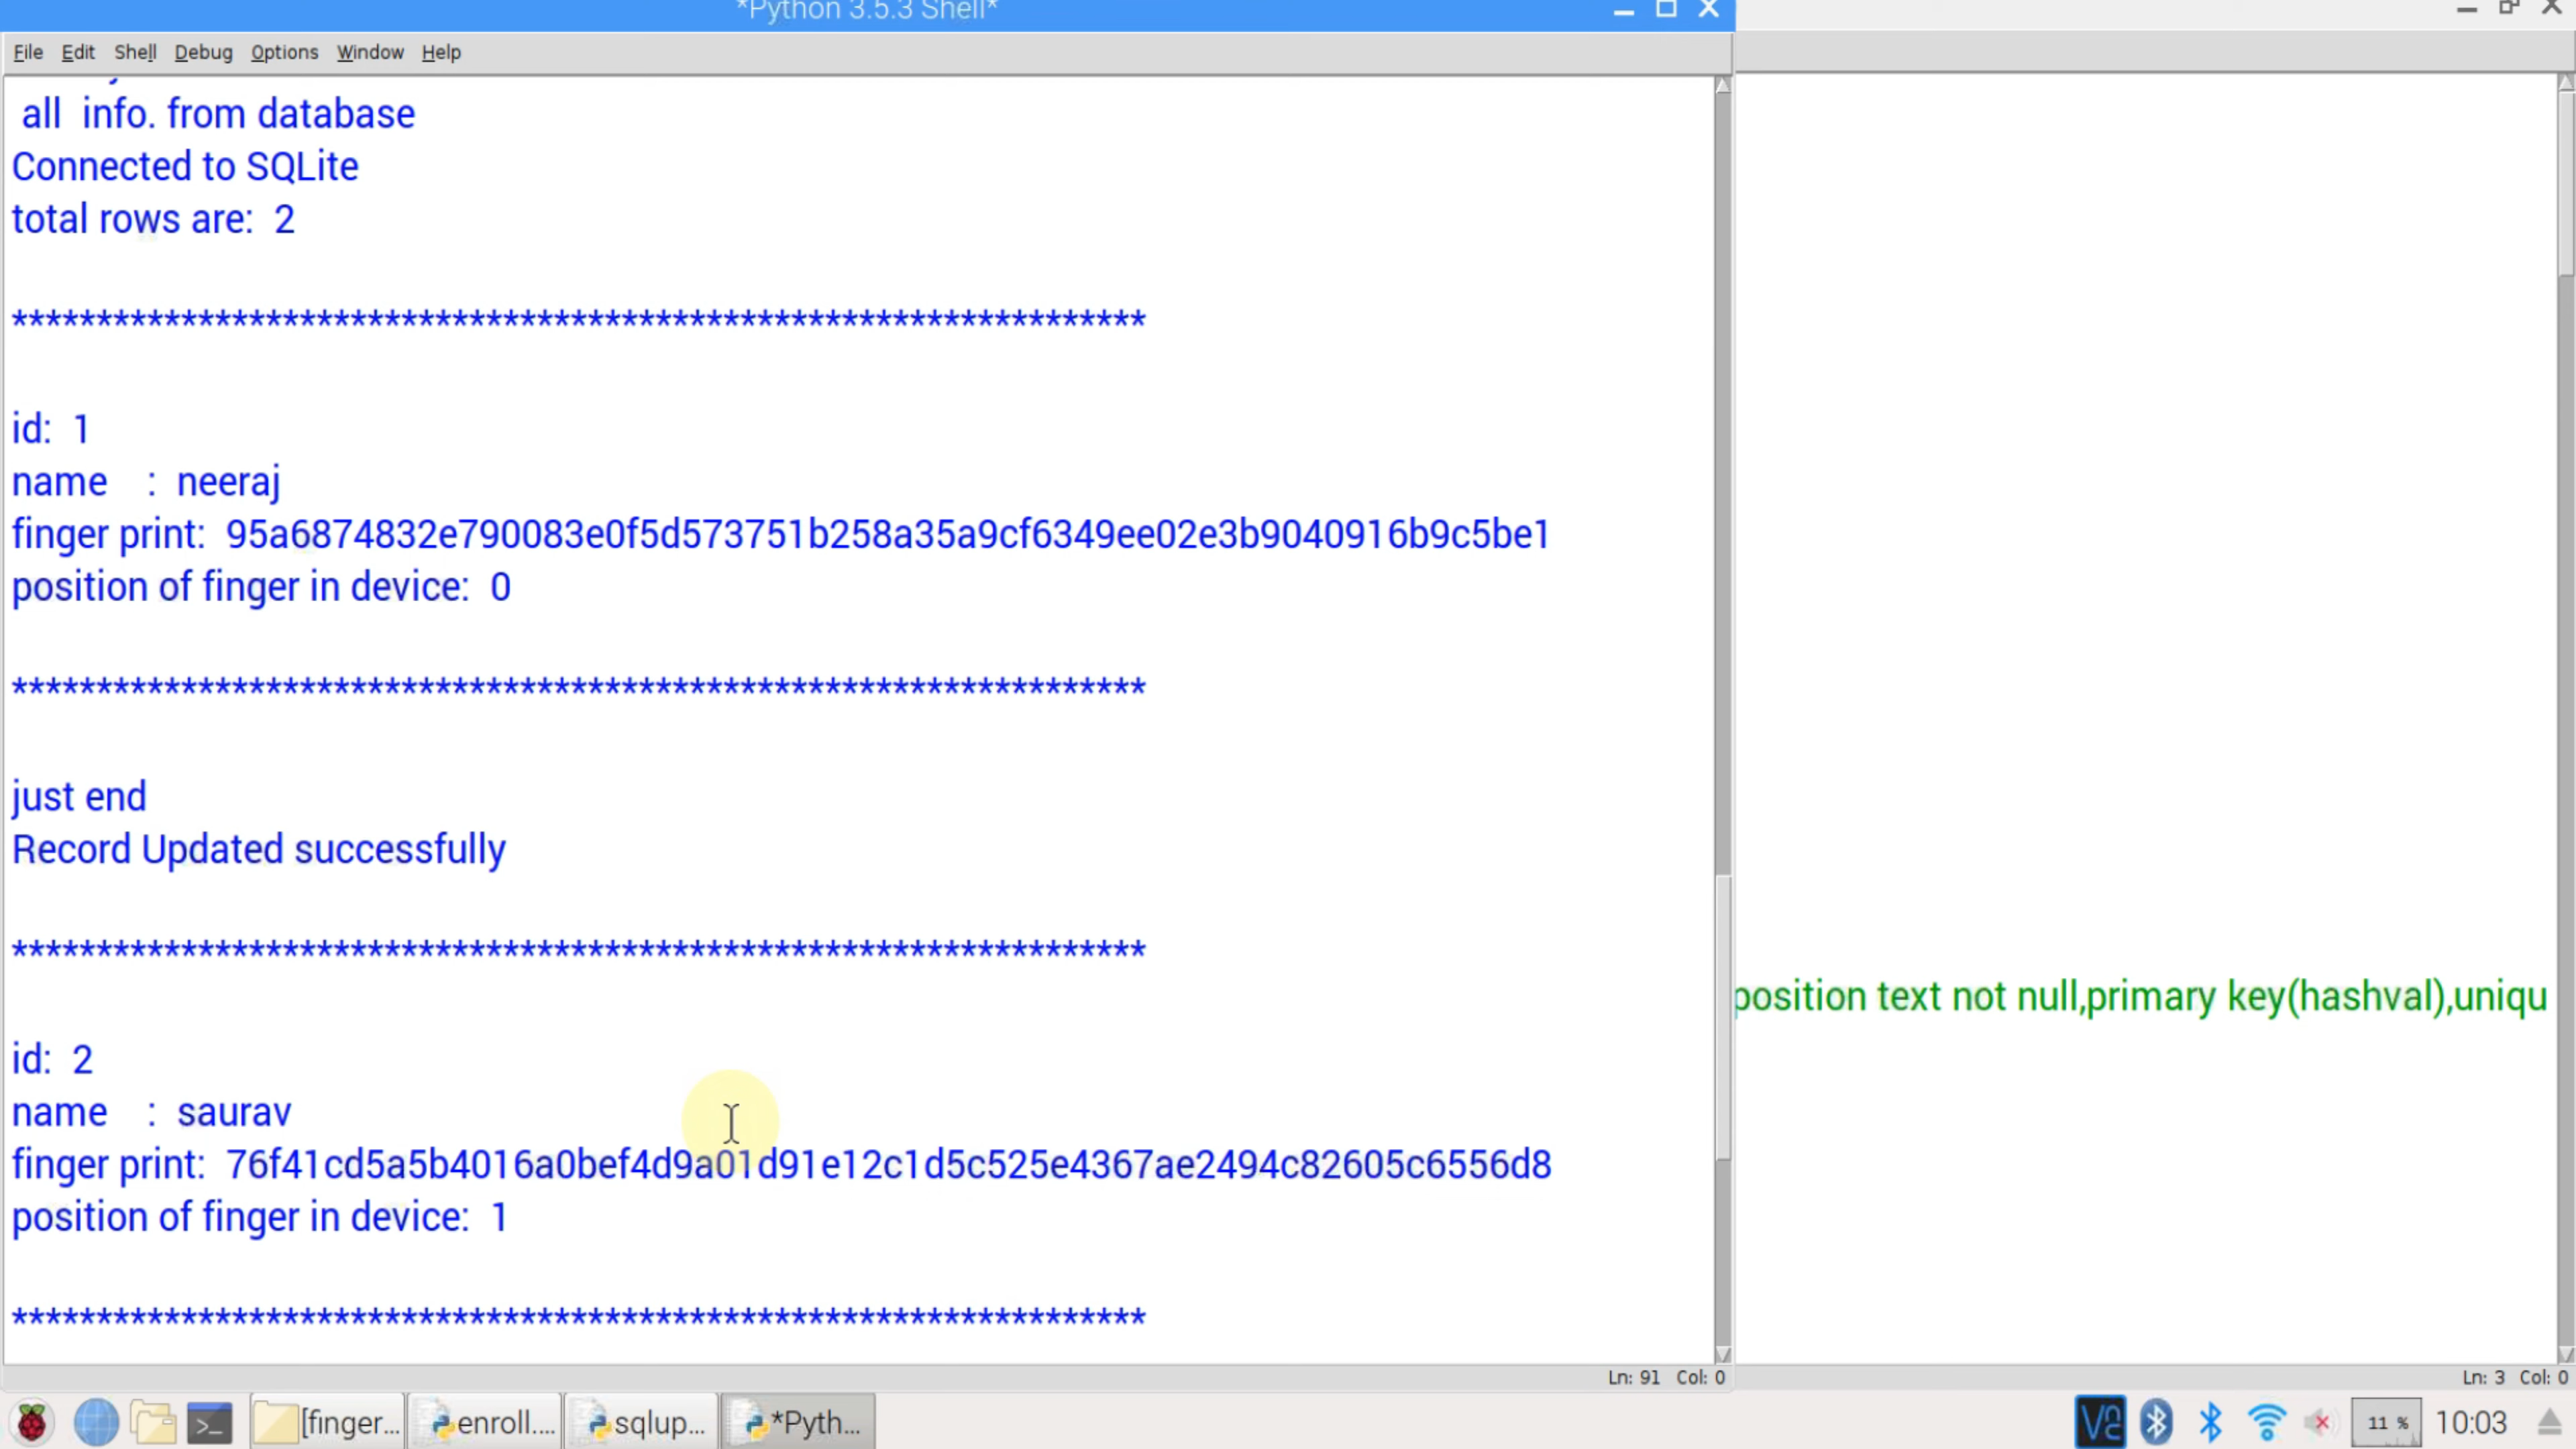 *Python 3.5.3 Shell*
File Edit Shell Debug Options Window Help
all info. from database
Connected to SQLite
total rows are: 2
*******************************************************************
id: 1
name : neeraj
finger print: 95a6874832e790083e0f5d573751b258a35a9cf6349ee02e3b9040916b9c5be1
position of finger in device: 0
*******************************************************************
just end
Record Updated successfully
*******************************************************************
position text not null,primary key(hashval),uniqu
id: 2
name : saurav
finger print: 76f41cd5a5b4016a0bef4d9a01d91e12c1d5c525e4367ae2494c82605c6556d8
position of finger in device: 1
*******************************************************************
Ln: 91 Col: 0
Ln: 3 Col: 0
[finger... enroll.... sqlup... *Pyth... 11 % 10:03